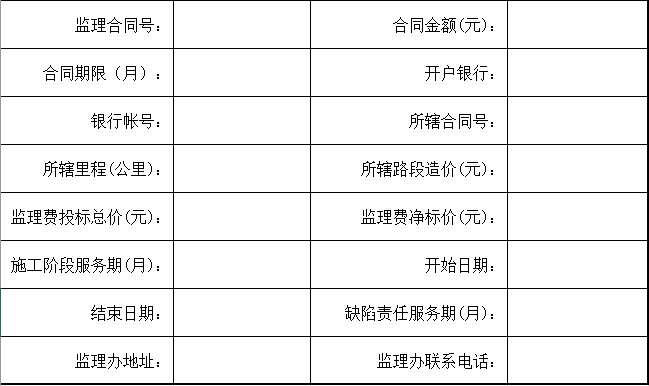 监理合同号： 合同金额(元)：
合同期限（月）： 开户银行：
银行帐号： 所辖合同号：
所辖里程(公里)： 所辖路段造价(元)：
监理费投标总价(元)： 监理费净标价(元)：
施工阶段服务期(月)： 开始日期：
结束日期： 缺陷责任服务期(月)：
监理办地址： 监理办联系电话：